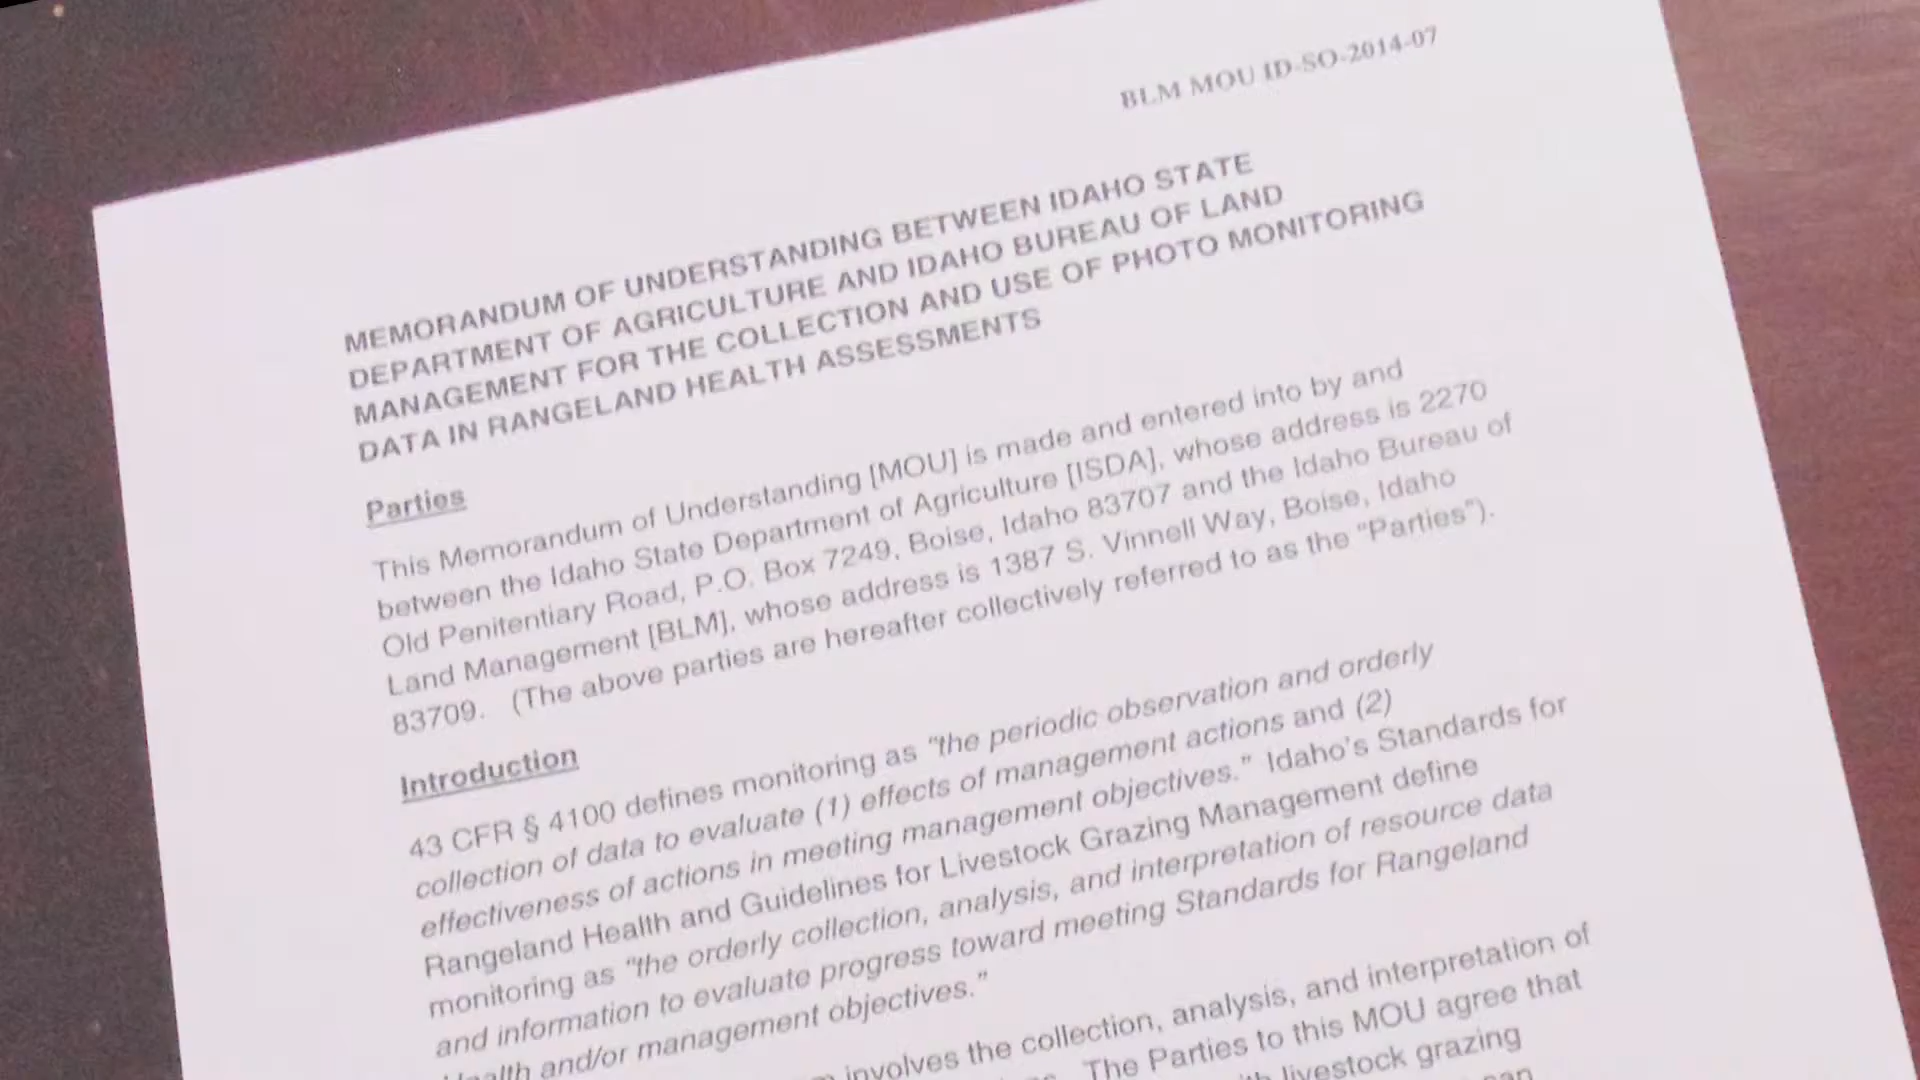 BLM MOU ID-SO-2014-07
MEMORANDUM OF UNDERSTANDING BETWEEN IDAHO STATE
DEPARTMENT OF AGRICULTURE AND IDAHO BUREAU OF LAND
MANAGEMENT FOR THE COLLECTION AND USE OF PHOTO MONITORING
DATA IN RANGELAND HEALTH ASSESSMENTS
Parties
This Memorandum of Understanding [MOU] is made and entered into by and
between the Idaho State Department of Agriculture [ISDA], whose address is 2270
Old Penitentiary Road, P.O. Box 7249, Boise, Idaho 83707 and the Idaho Bureau of
Land Management [BLM], whose address is 1387 S. Vinnell Way, Boise, Idaho
83709. (The above parties are hereafter collectively referred to as the “Parties”).
Introduction
43 CFR § 4100 defines monitoring as “the periodic observation and orderly
collection of data to evaluate (1) effects of management actions and (2)
effectiveness of actions in meeting management objectives.” Idaho’s Standards for
Rangeland Health and Guidelines for Livestock Grazing Management define
monitoring as “the orderly collection, analysis, and interpretation of resource data
and information to evaluate progress toward meeting Standards for Rangeland
Health and/or management objectives.”
involves the collection, analysis, and interpretation of
The Parties to this MOU agree that
livestock grazing
can